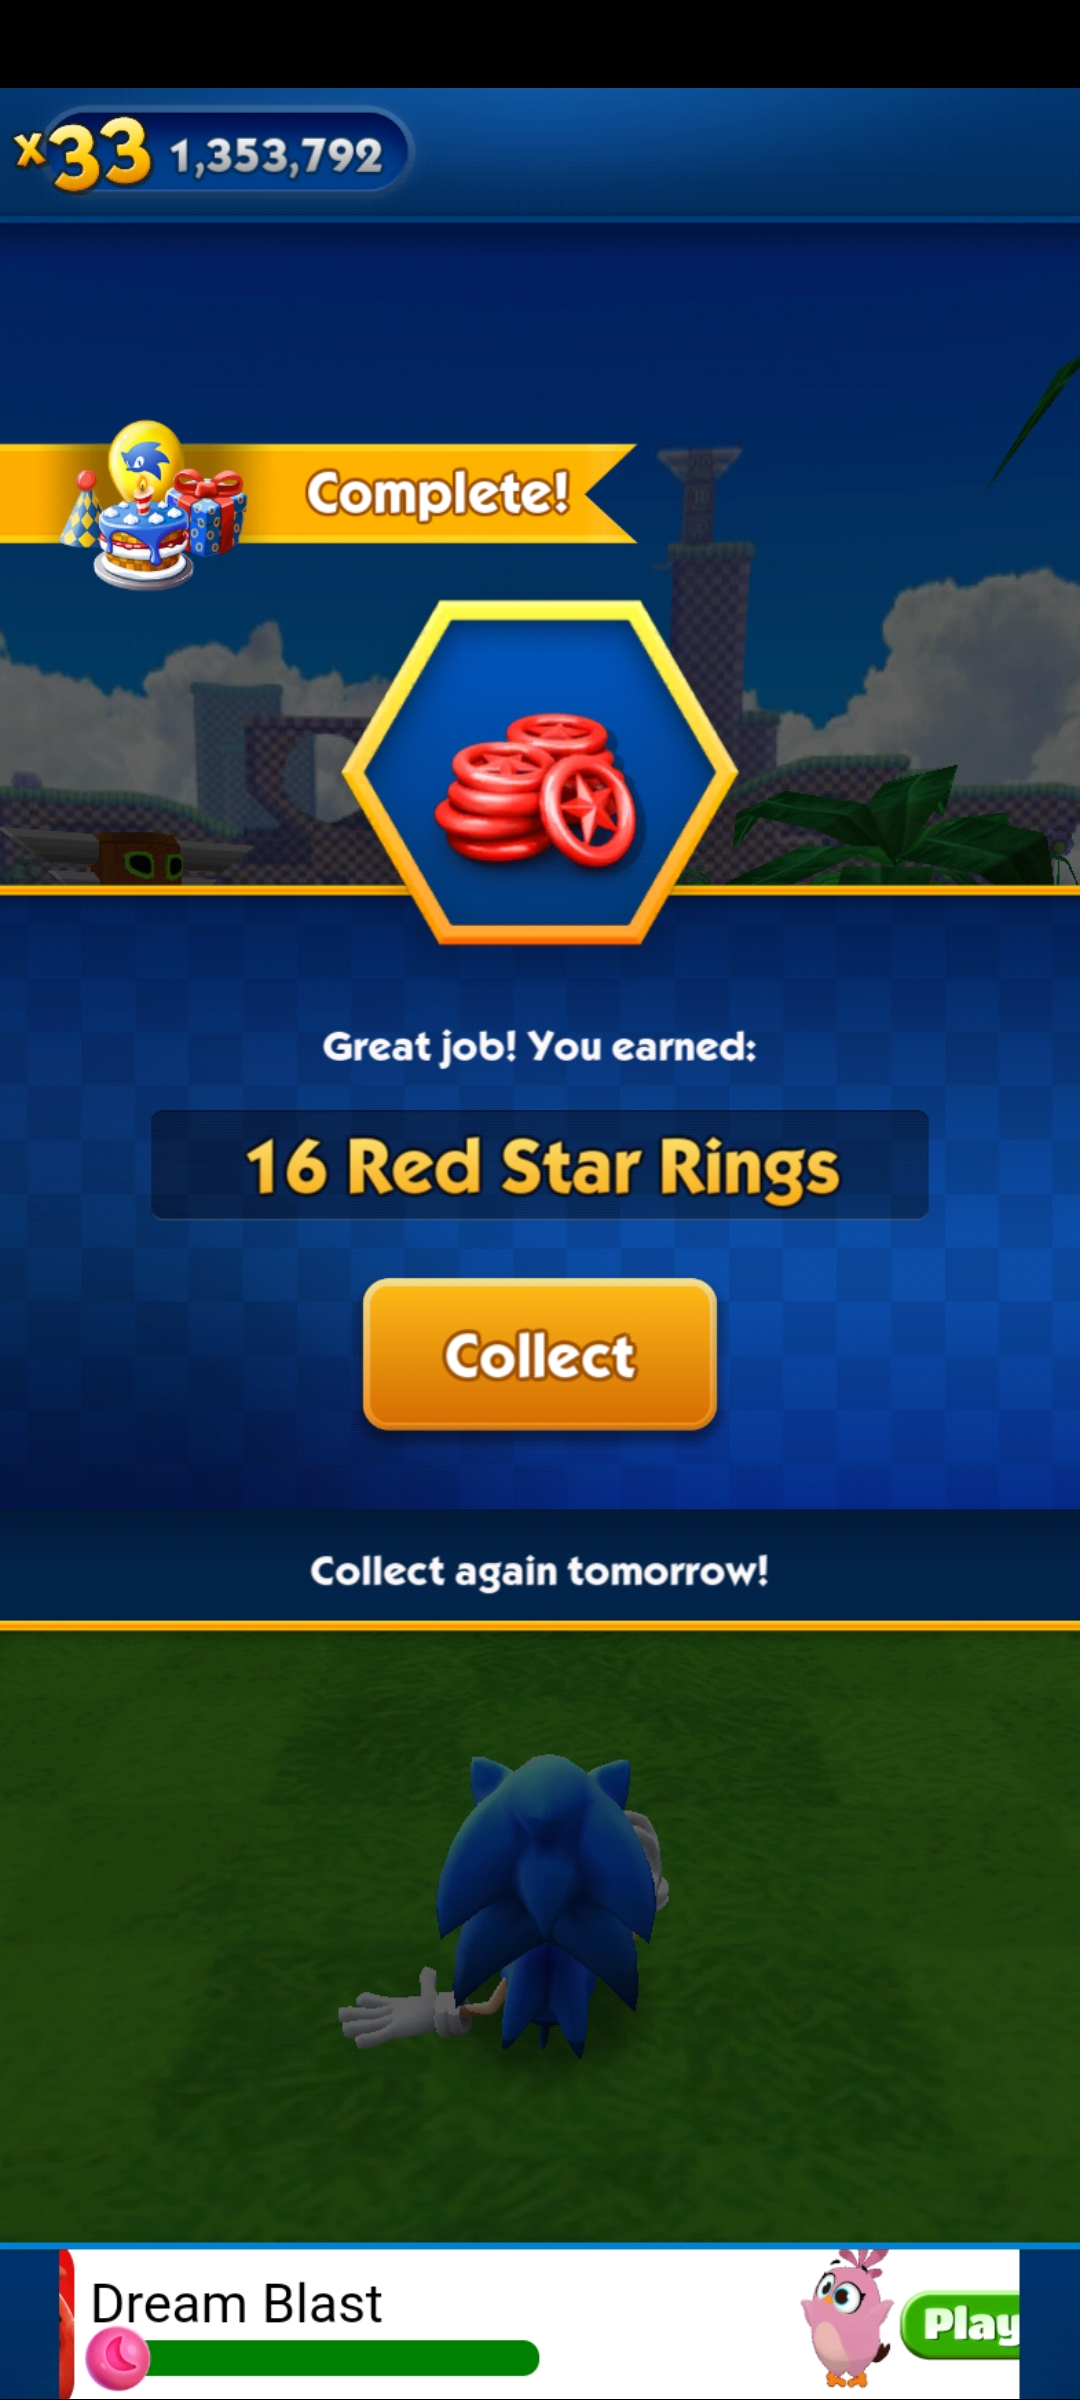 x33 1,353,792
Complete!
Great job! You earned:
16 Red Star Rings
Collect
Collect again tomorrow!
Dream Blast
Play